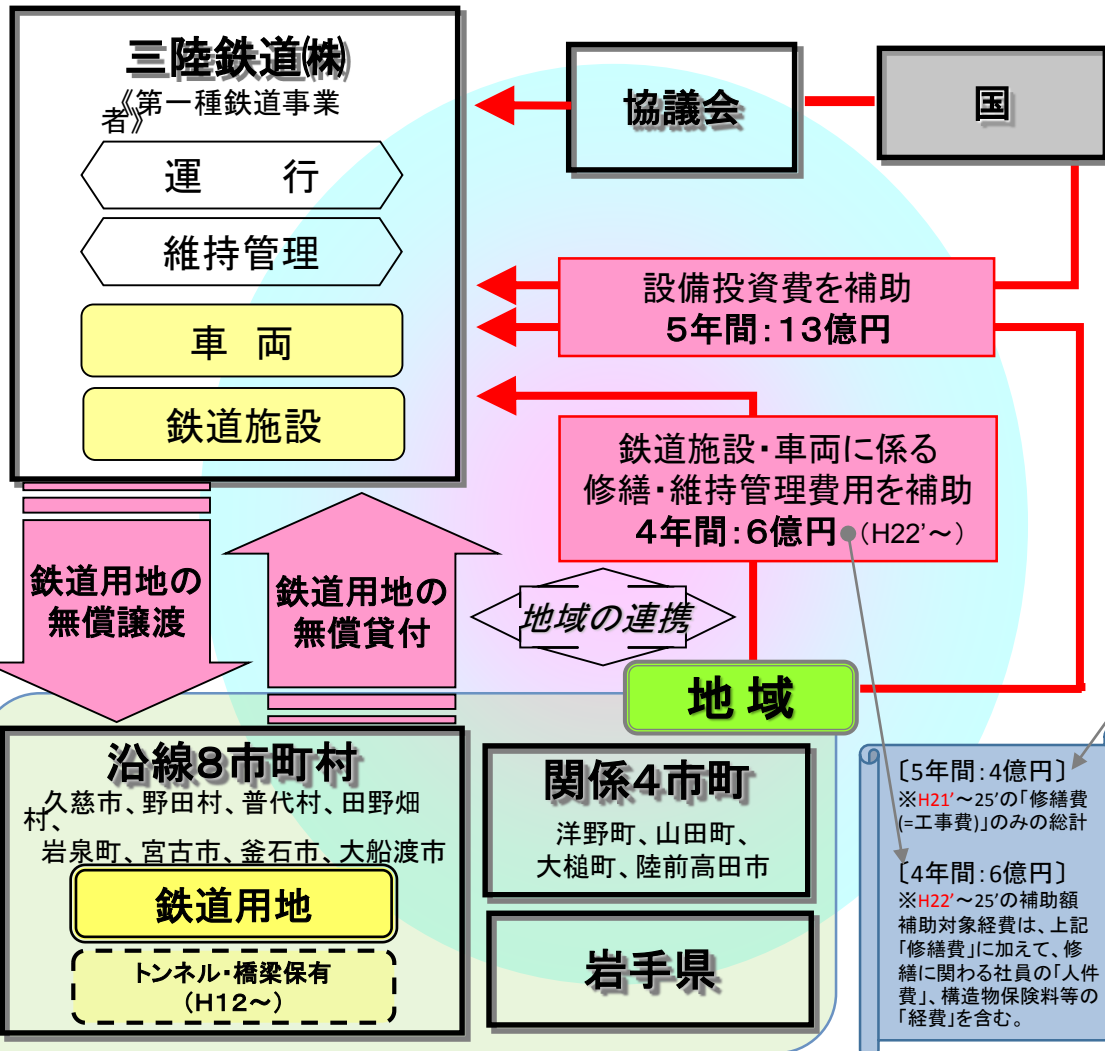 三陸鉄道㈱
《第一種鉄道事業
者》
運　　行
維持管理
車 両
鉄道施設
協議会
国
設備投資費を補助
5年間：13億円
鉄道施設・車両に係る
修繕・維持管理費用を補助
4年間：6億円（H22'～）
鉄道用地の
無償譲渡
鉄道用地の
無償貸付
地域の連携
地 域
沿線8市町村
久慈市、野田村、普代村、田野畑
村、
岩泉町、宮古市、釜石市、大船渡市
鉄道用地
トンネル・橋梁保有
（H12～）
関係4市町
洋野町、山田町、
大槌町、陸前高田市
岩手県
〔5年間：4億円〕
※H21'～25'の「修繕費
(=工事費)」のみの総計
〔4年間：6億円〕
※H22'～25'の補助額
補助対象経費は、上記
「修繕費」に加えて、修
繕に関わる社員の「人件
費」、構造物保険料等の
「経費」を含む。